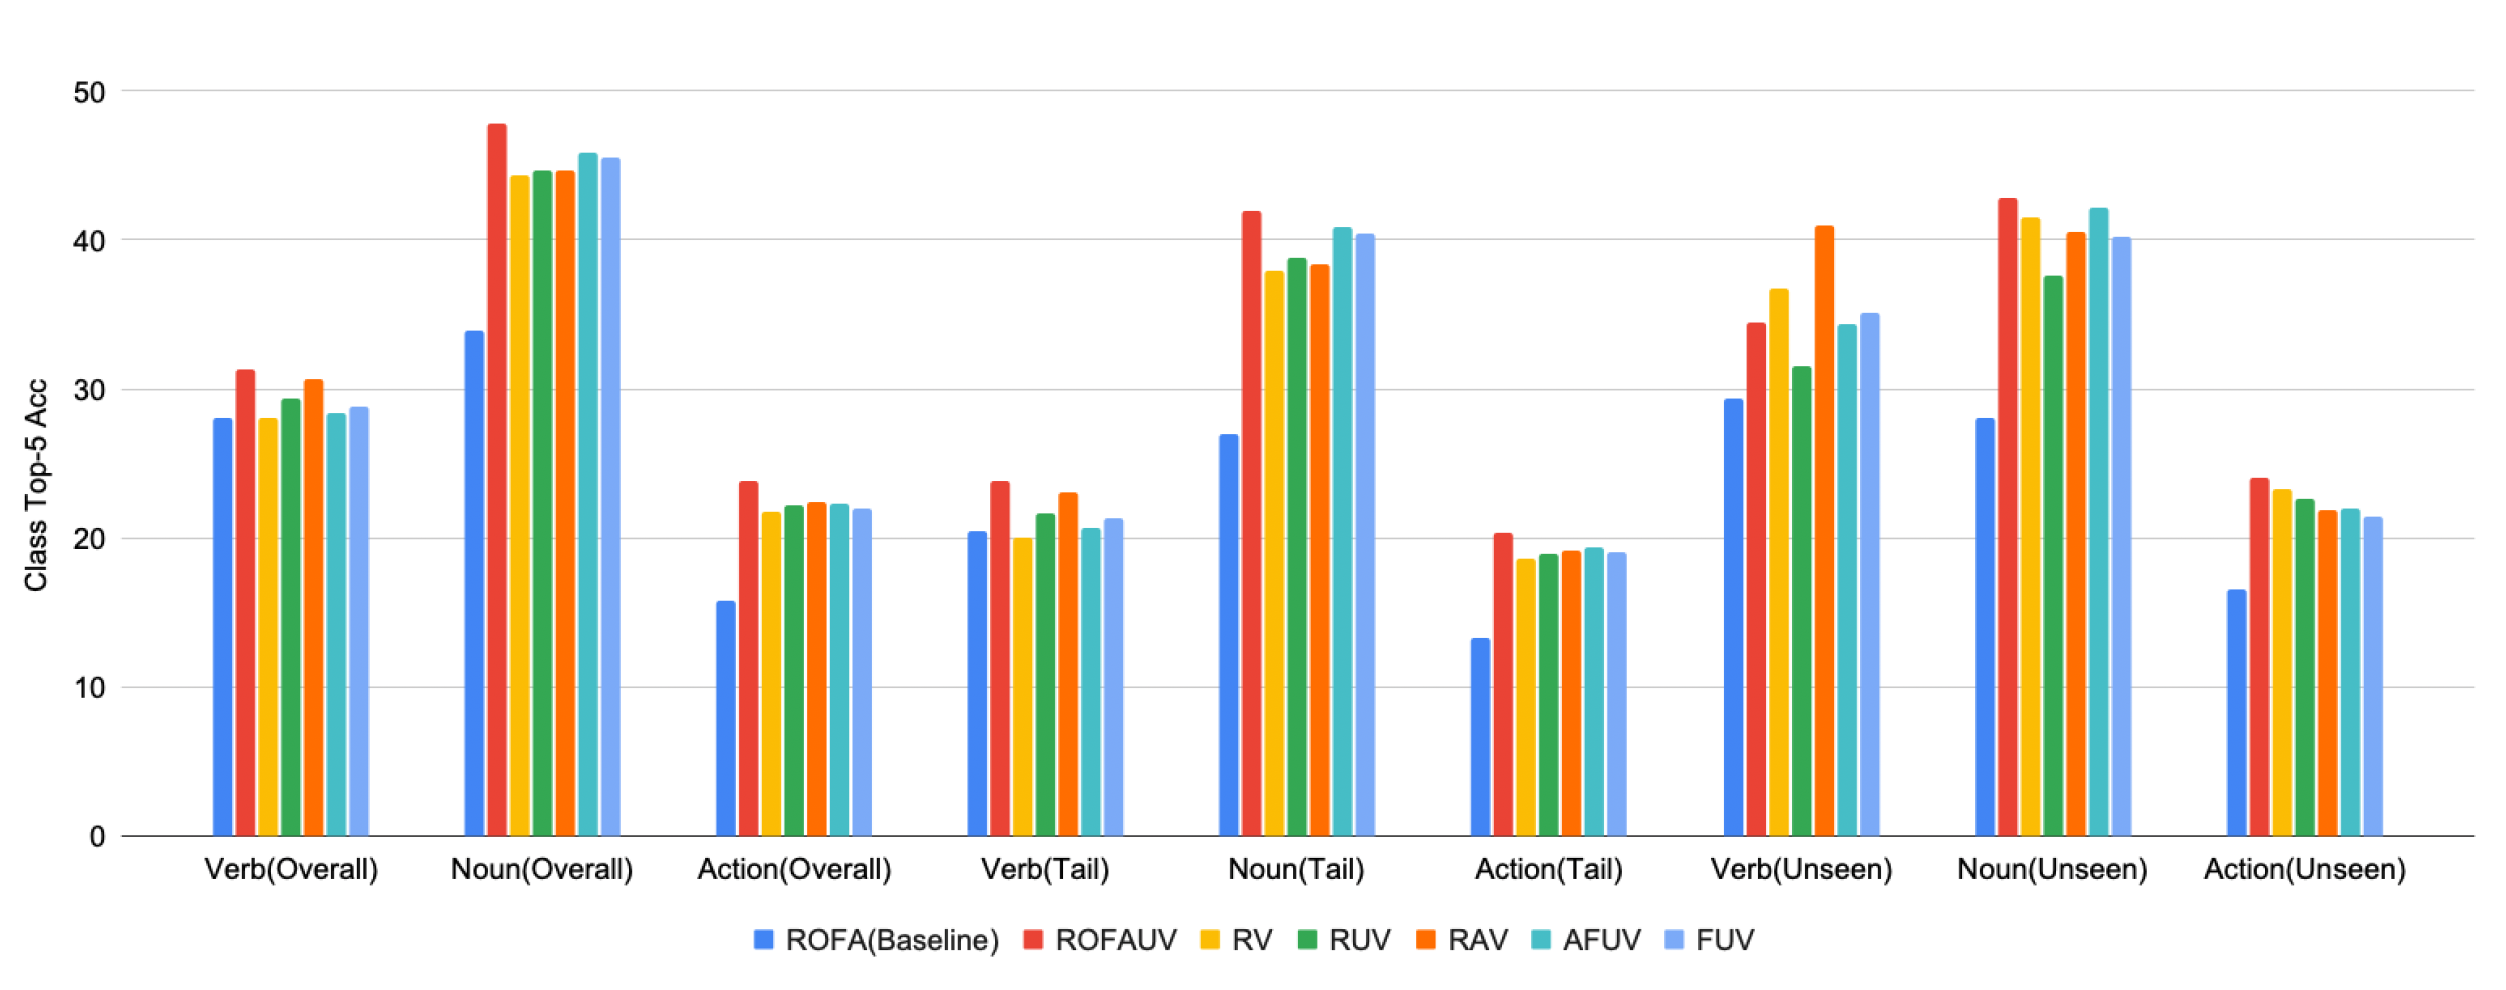 50
40
30
20
10
0
Class Top-5 Acc
Verb(Overall) Noun(Overall) Action(Overall) Verb(Tail) Noun(Tail) Action(Tail) Verb(Unseen) Noun(Unseen) Action(Unseen)
ROFA(Baseline) ROFAUV RV RUV RAV AFUV FUV